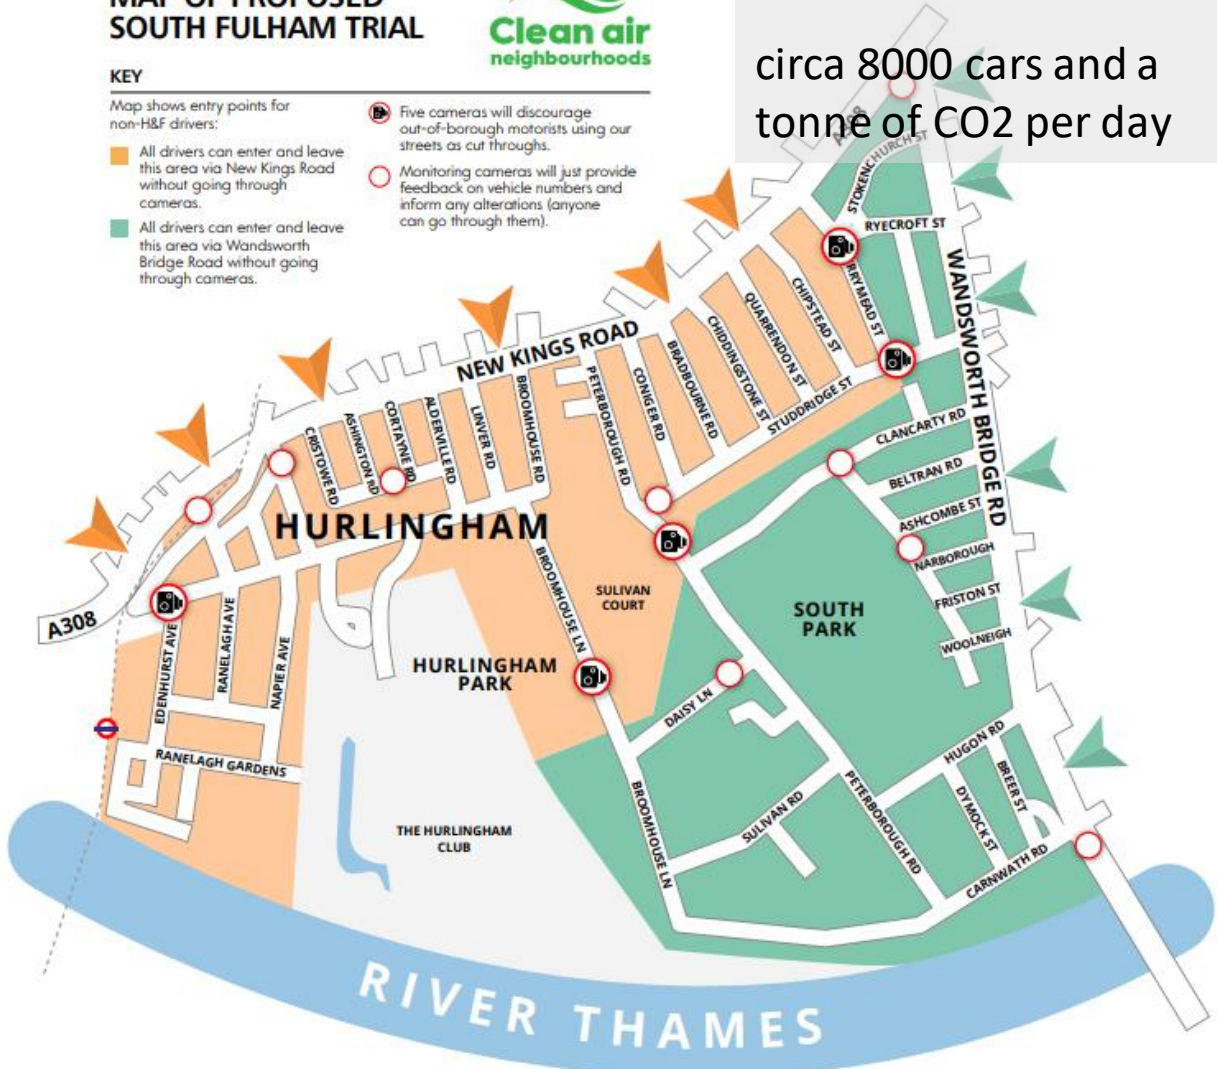 MAP OF PROPOSED
SOUTH FULHAM TRIAL
Clean air
neighbourhoods
circa 8000 cars and a
tonne of CO2 per day
KEY
Map shows entry points for
non-H&F drivers:
All drivers can enter and leave
this area via New Kings Road
without going through
cameras.
All drivers can enter and leave
this area via Wandsworth
Bridge Road without going
through cameras.
Five cameras will discourage
out-of-borough motorists using our
streets as cut throughs.
Monitoring cameras will just provide
feedback on vehicle numbers and
inform any alterations (anyone
can go through them).
A308
STOKENCHURCH ST
RYECROFT ST
RRYMEAD ST
WANDSWORTH BRIDGE RD
CHIPSTEAD ST
QUARRENDON ST
CHIDDINGSTONE ST
BRADBOURNE RD
CONIGER RD
PETERBOROUGH RD
STUDDRIDGE ST
NEW KINGS ROAD
BROOMHOUSE RD
LINVER RD
ALDERVILLE RD
CORTAYNE RD
ASHINGTON RD
CRISTOWE RD
CLANCARTY RD
BELTRAN RD
ASHCOMBE ST
NARBOROUGH
FRISTON ST
WOOLNEIGH
HURLINGHAM
BROOMHOUSE LN
SULIVAN
COURT
SOUTH
PARK
A308
EDENHURST AVE
RANELAGH AVE
NAPIER AVE
HURLINGHAM
PARK
DAISY LN
RANELAGH GARDENS
HUGON RD
BREER ST
DYMOCK ST
PETERBOROUGH RD
SULIVAN RD
BROOMHOUSE LN
CARNWATH RD
THE HURLINGHAM
CLUB
RIVER THAMES